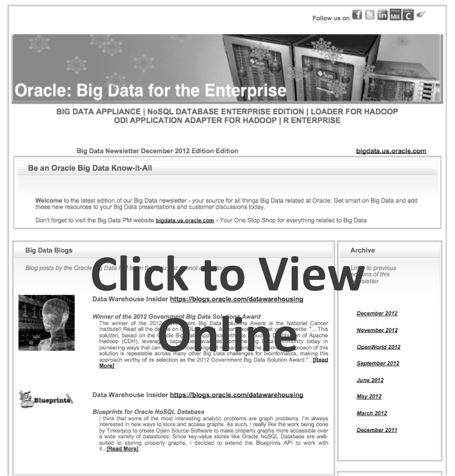 Follow us on
Oracle: Big Data for the Enterprise
BIG DATA APPLIANCE | NoSQL DATABASE ENTERPRISE EDITION | LOADER FOR HADOOP
ODI APPLICATION ADAPTER FOR HADOOP | R ENTERPRISE
Big Data Newsletter December 2012 Edition Edition
bigdata.us.oracle.com
Be an Oracle Big Data Know-it-All
Welcome to the latest edition of our Big Data newsletter - your source for all things Big Data related at Oracle. Get smart on Big Data and add
these new resources to your Big Data presentations and customer discussions today.
Don't forget to visit the Big Data PM website bigdata.us.oracle.com - Your One Stop Shop for everything related to Big Data
Big Data Blogs
Blog posts by the Oracle
Click to View
Online
Data Warehouse Insider https://blogs.oracle.com/datawarehousing
Winner of the 2012 Government Big Data Solutions Award
The winner of the 2012 Big Data Solutions Award is the National Cancer
Institute! Read all the
solution, based on the Oracle Big of Apache
Hadoop (CDH), today in
pioneering ways that can approach of this
solution is repeatable across many other Big Data challenges for bioinformatics, making this
approach worthy of its selection as the 2012 Government Big Data Solution Award."...[Read
More]
Blueprints
Data Warehouse Insider https://blogs.oracle.com/datawarehousing
Blueprints for Oracle NoSQL Database
I think that some of the most interesting analytic problems are graph problems. I'm always
interested in new ways to store and access graphs. As such, I really like the work being done
by Tinkerpop to create Open Source Software to make property graphs more accessible over
a wide variety of datastores. Since key-value stores like Oracle NoSQL Database are well-
suited to storing property graphs, I decided to extend the Blueprints API to work with
it...[Read More]
Archive
to previous
of this
December 2012
November 2012
OpenWorld 2012
September 2012
June 2012
May 2012
March 2012
December 2011